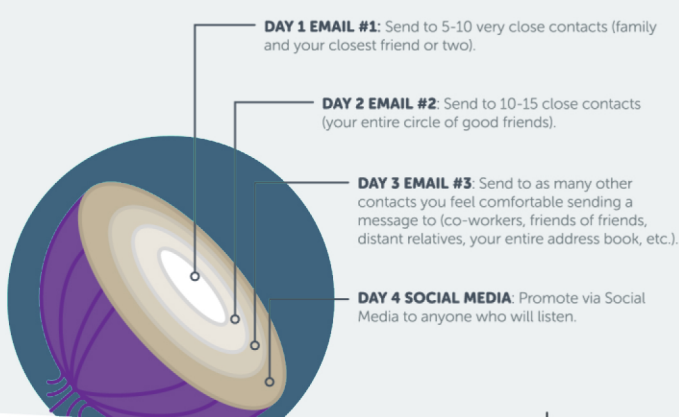 DAY 1 EMAIL #1: Send to 5-10 very close contacts (family
and your closest friend or two).
DAY 2 EMAIL #2: Send to 10-15 close contacts
(your entire circle of good friends).
DAY 3 EMAIL #3: Send to as many other
contacts you feel comfortable sending a
message to (co-workers, friends of friends,
distant relatives, your entire address book, etc.).
DAY 4 SOCIAL MEDIA: Promote via Social
Media to anyone who will listen.